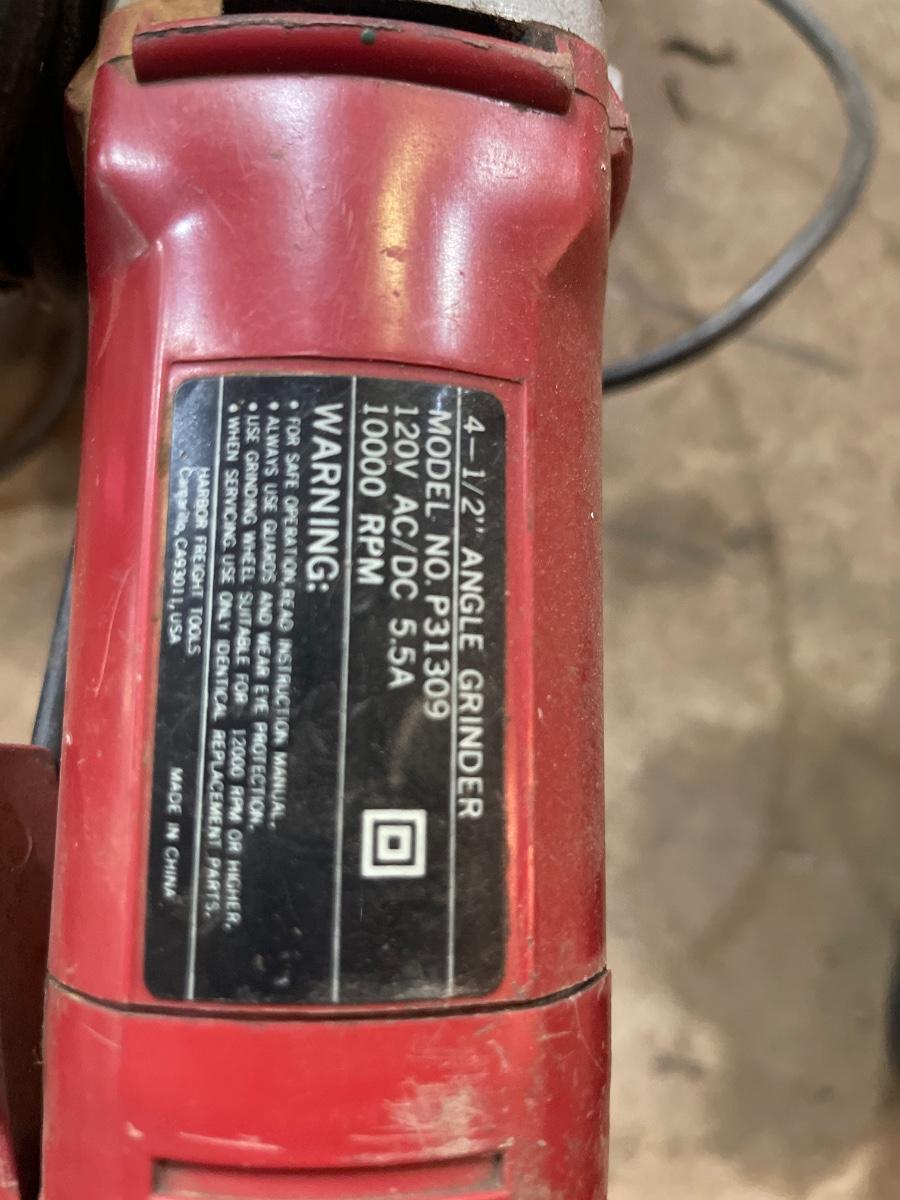 4-1/2" ANGLE GRINDER
MODEL NO. P31309
120V AC/DC 5.5A
10000 RPM
WARNING:
• FOR SAFE OPERATION, READ INSTRUCTION MANUAL.
• ALWAYS USE GUARDS AND WEAR EYE PROTECTION.
• USE GRINDING WHEEL SUITABLE FOR 12000 RPM OR HIGHER.
• WHEN SERVICING, USE ONLY IDENTICAL REPLACEMENT PARTS.
HARBOR FREIGHT TOOLS
Camarillo, CA93011, USA
MADE IN CHINA